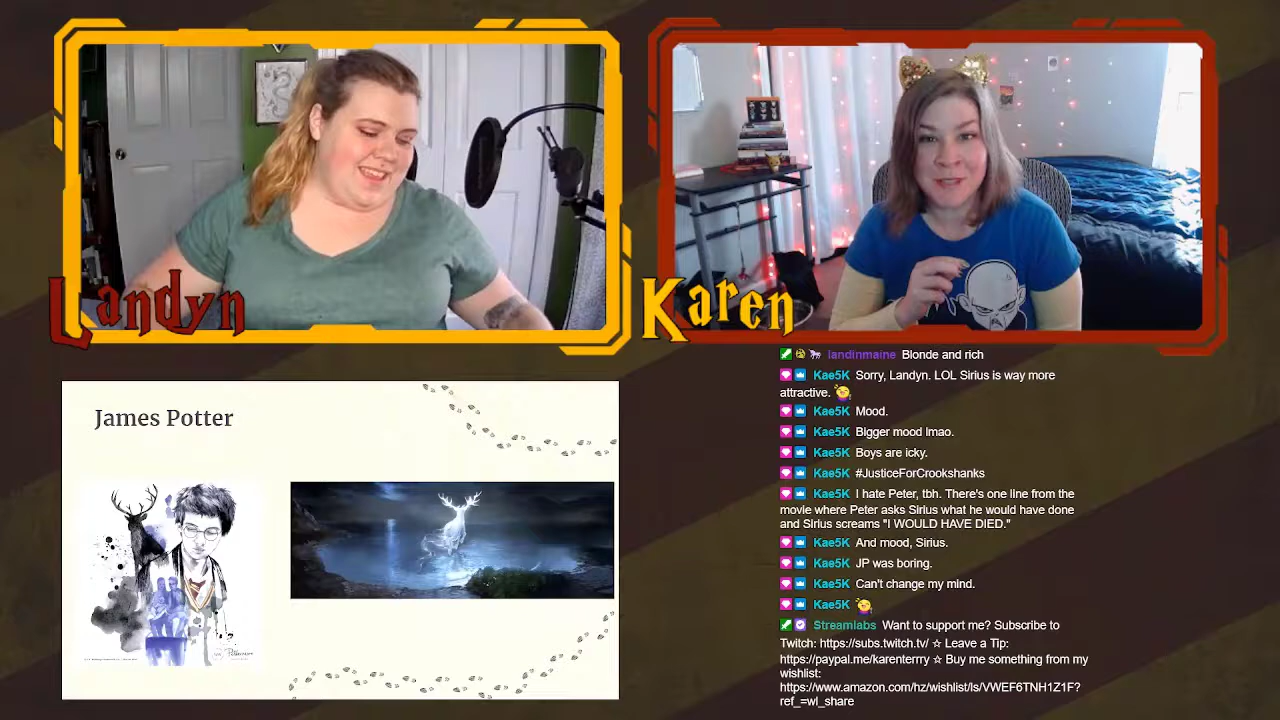 Landyn
Karen
James Potter
landinmaine Blonde and rich
Kae5K Sorry, Landyn. LOL Sirius is way more
attractive.
Kae5K Mood.
Kae5K Bigger mood lmao.
Kae5K Boys are icky.
Kae5K #JusticeForCrookshanks
Kae5K I hate Peter, tbh. There's one line from the
movie where Peter asks Sirius what he would have done
and Sirius screams "I WOULD HAVE DIED."
Kae5K And mood, Sirius.
Kae5K JP was boring.
Kae5K Can't change my mind.
Kae5K
Streamlabs Want to support me? Subscribe to
Twitch: https://subs.twitch.tv/ ☆ Leave a Tip:
https://paypal.me/karenterrry ☆ Buy me something from my
wishlist:
https://www.amazon.com/hz/wishlist/ls/VWEF6TNH1Z1F?
ref_=wl_share